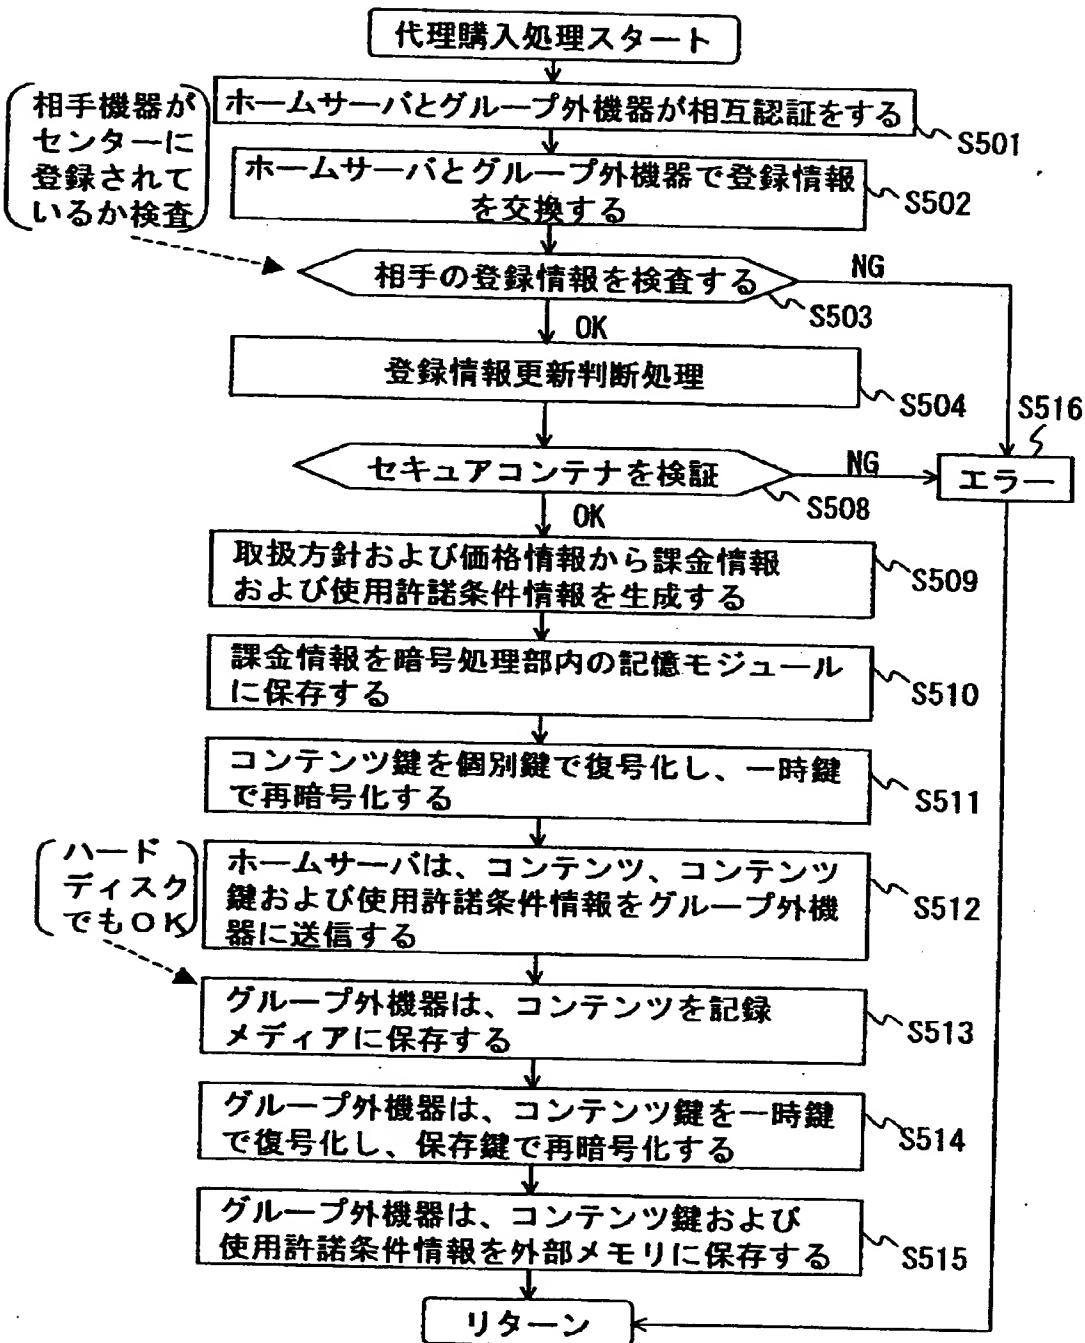 代理購入処理スタート
相手機器が
センターに
登録されて
いるか検査
ホームサーバとグループ外機器が相互認証をする
S501
ホームサーバとグループ外機器で登録情報
を交換する
S502
相手の登録情報を検査する
NG
S503
OK
登録情報更新判断処理
S504
S516
セキュアコンテナを検証
NG
エラー
S508
OK
取扱方針および価格情報から課金情報
および使用許諾条件情報を生成する
S509
課金情報を暗号処理部内の記憶モジュール
に保存する
S510
コンテンツ鍵を個別鍵で復号化し、一時鍵
で再暗号化する
S511
ハード
ディスク
でもOK
ホームサーバは、コンテンツ、コンテンツ
鍵および使用許諾条件情報をグループ外機
器に送信する
S512
グループ外機器は、コンテンツを記録
メディアに保存する
S513
グループ外機器は、コンテンツ鍵を一時鍵
で復号化し、保存鍵で再暗号化する
S514
グループ外機器は、コンテンツ鍵および
使用許諾条件情報を外部メモリに保存する
S515
リターン